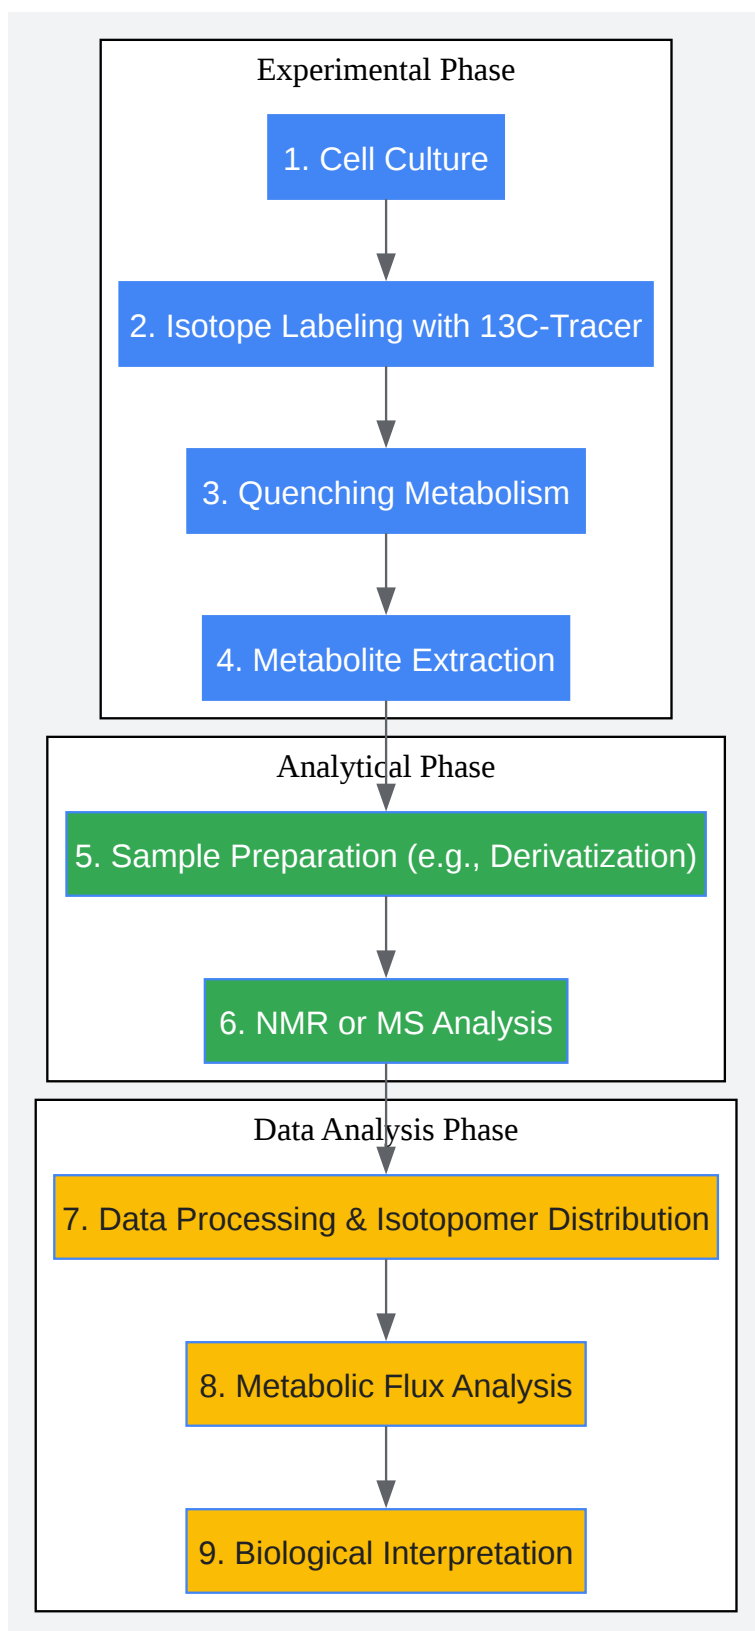 Experimental Phase
1. Cell Culture
2. Isotope Labeling with 13C-Tracer
3. Quenching Metabolism
4. Metabolite Extraction
Analytical Phase
5. Sample Preparation (e.g., Derivatization)
6. NMR or MS Analysis
Data Analysis Phase
7. Data Processing & Isotopomer Distribution
8. Metabolic Flux Analysis
9. Biological Interpretation